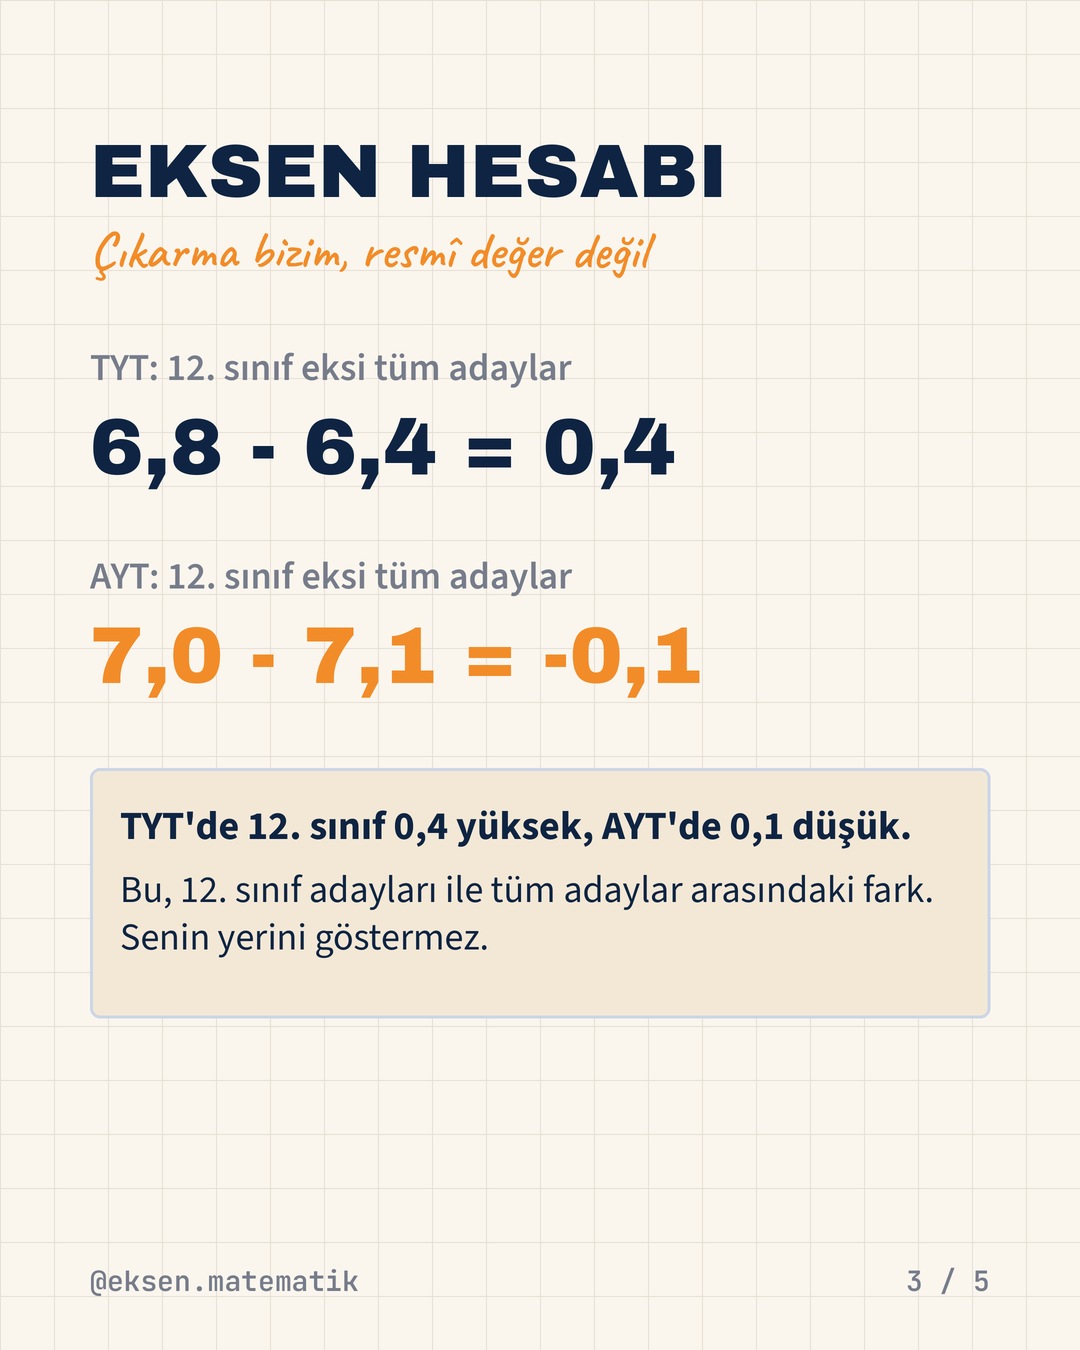 EKSEN HESABI
Çıkarma bizim, resmî değer değil
TYT: 12. sınıf eksi tüm adaylar
6,8 - 6,4 = 0,4
AYT: 12. sınıf eksi tüm adaylar
7,0 - 7,1 = -0,1
TYT'de 12. sınıf 0,4 yüksek, AYT'de 0,1 düşük.
Bu, 12. sınıf adayları ile tüm adaylar arasındaki fark.
Senin yerini göstermez.
@eksen.matematik
3 / 5